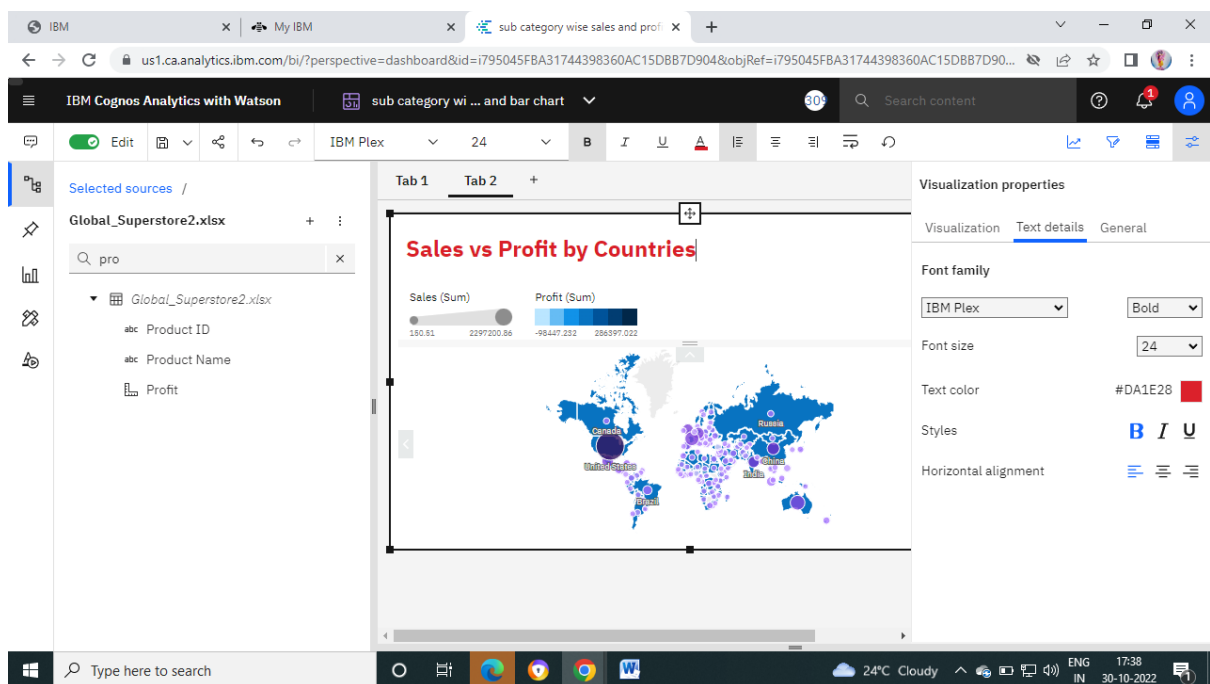 IBM
My IBM
sub category wise sales and prof
us1.ca.analytics.ibm.com/bi/?perspective=dashboard&id=i795045FBA31744398360AC15DBB7D904&objRef=i795045FBA31744398360AC15DBB7D90...
IBM Cognos Analytics with Watson
sub category wi ... and bar chart
309
Search content
1
Edit
IBM Plex
24
B
I
U
A
Selected sources /
Tab 1
Tab 2
+
Visualization properties
Global_Superstore2.xlsx
Visualization
Text details
General
pro
Sales vs Profit by Countries
Font family
Global_Superstore2.xlsx
Sales (Sum)
Profit (Sum)
IBM Plex
Bold
abc Product ID
150.51
2297200.86
-98447.232
286397.022
abc Product Name
Font size
24
Profit
Text color
#DA1E28
Canada
Russia
Styles
B I U
United States
China
India
Horizontal alignment
Brazil
Type here to search
24°C Cloudy
ENG
IN
17:38
30-10-2022
1